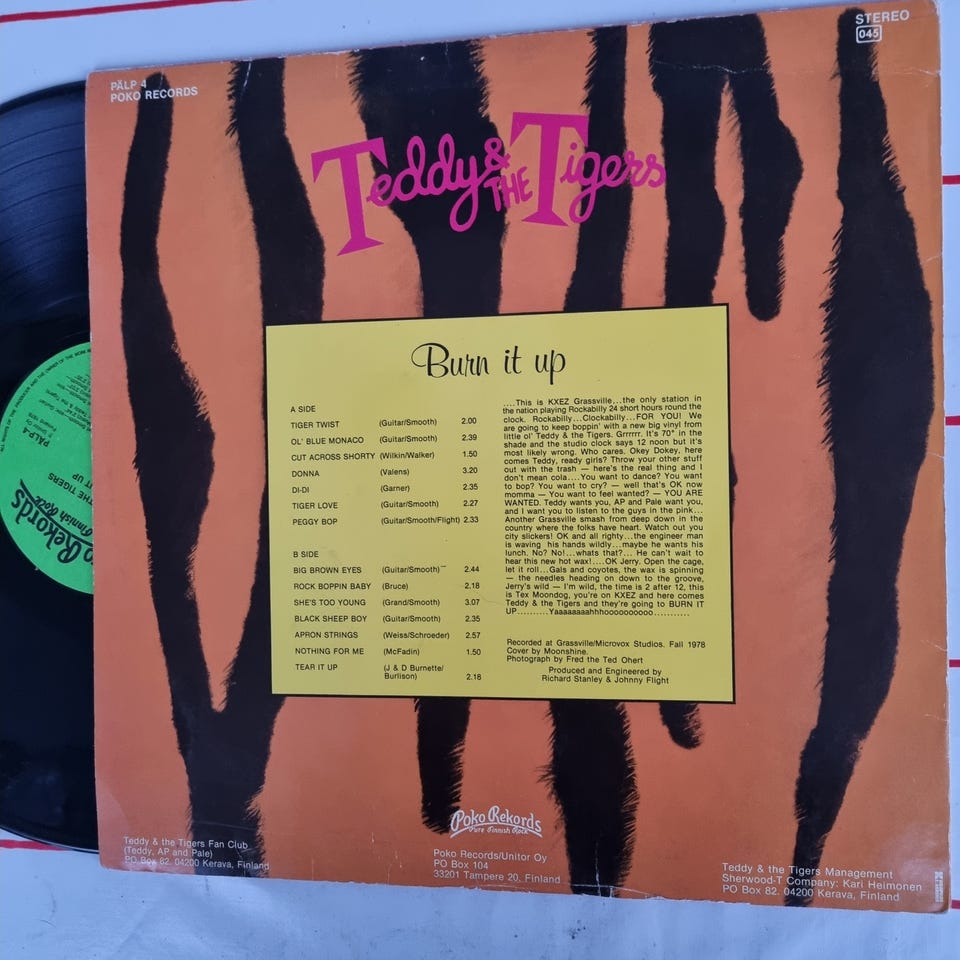 PÄLP 4
POKO RECORDS
STEREO
045
Teddy & THE Tigers
Burn it up
A SIDE
TIGER TWIST (Guitar/Smooth) 2.00
OL' BLUE MONACO (Guitar/Smooth) 2.39
CUT ACROSS SHORTY (Wilkin/Walker) 1.50
DONNA (Valens) 3.20
DI-DI (Garner) 2.35
TIGER LOVE (Guitar/Smooth) 2.27
PEGGY BOP (Guitar/Smooth/Flight) 2.33
B SIDE
BIG BROWN EYES (Guitar/Smooth) 2.44
ROCK BOPPIN BABY (Bruce) 2.18
SHE'S TOO YOUNG (Grand/Smooth) 3.07
BLACK SHEEP BOY (Guitar/Smooth) 2.35
APRON STRINGS (Weiss/Schroeder) 2.57
NOTHING FOR ME (McFadin) 1.50
TEAR IT UP (J & D Burnette/
Burlison) 2.18
....This is KXEZ Grassville...the only station in
the nation playing Rockabilly 24 short hours round the
clock. Rockabilly...Clockabilly...FOR YOU! We
are going to keep boppin' with a new big vinyl from
little ol' Teddy & the Tigers. Grrrrrr. It's 70° in the
shade and the studio clock says 12 noon but it's
most likely more. Who cares. Okey Dokey, here
comes Teddy, ready girls? Throw your other stuff
out with the trash — here's the real thing and I
don't mean cola....You want to dance? You want
to bop? You want to cry? — well that's OK now
momma — You want to feel wanted? — YOU ARE
WANTED. Teddy wants you, AP and Pale want you,
and I want you to listen to the guys in the pink...
Another Grassville smash from deep down in the
country where the folks have heart. Watch out you
city slickers! OK and all righty...the engineer man
is waving his hands wildly...maybe he wants his
lunch. No? No!...whats that?... He can't wait to
hear this new hot wax!....OK Jerry. Open the cage,
let it roll...Gals and coyotes, the wax is spinning
— the needles heading on down to the groove,
Jerry's wild — I'm wild, the time is 2 after 12, this
is Tex Moondog, you're on KXEZ and here comes
Teddy & the Tigers and they're going to BURN IT
UP..........Yaaaaaaaahhhoooooooooo...........
Recorded at Grassville/Microvox Studios. Fall 1978
Cover by Moonshine.
Photograph by Fred the Ted Ohert
Produced and Engineered by
Richard Stanley & Johnny Flight
Poko Rekords
Pure Finnish Rock
Teddy & the Tigers Fan Club
(Teddy, AP and Pale)
PO Box 82. 04200 Kerava, Finland
Poko Records/Unitor Oy
PO Box 104
33201 Tampere 20, Finland
Teddy & the Tigers Management
Sherwood-T Company: Kari Heimonen
PO Box 82. 04200 Kerava, Finland
PÄLP-4
THE TIGERS
IT UP
Rekords
Finnish Rock